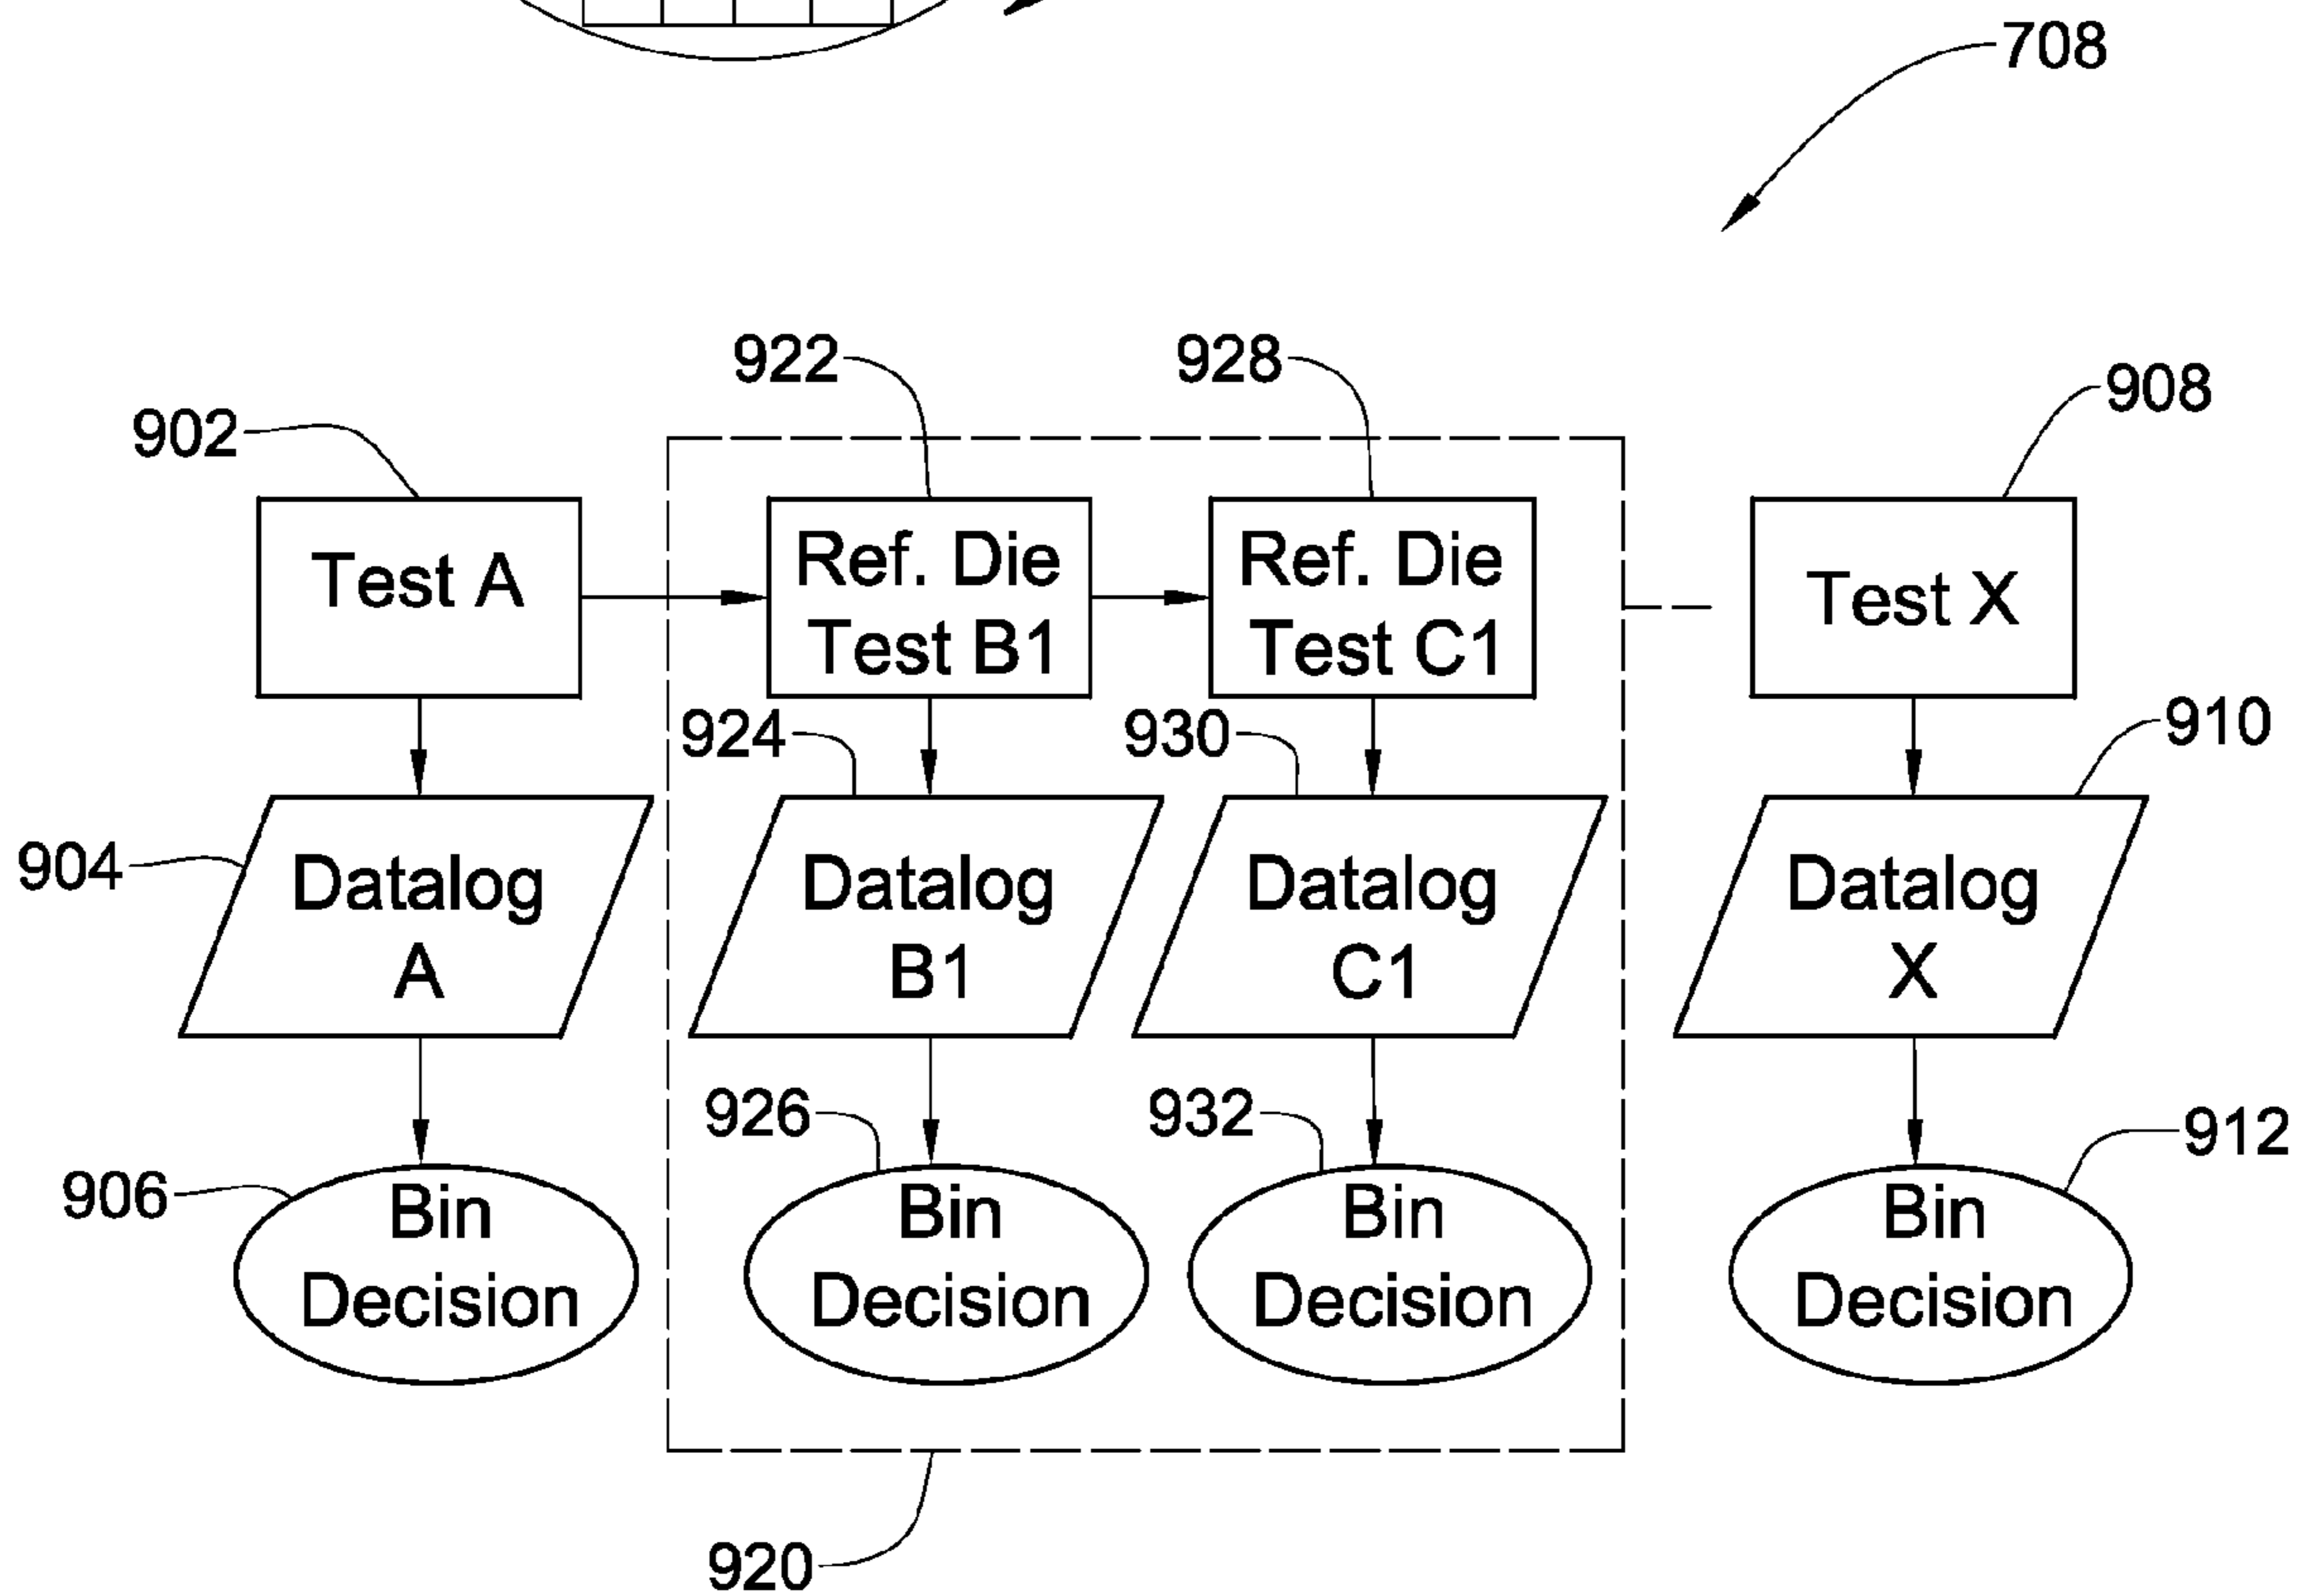 708
922
928
908
902
Test A
Ref. Die
Test B1
Ref. Die
Test C1
Test X
924
930
910
904
Datalog
A
Datalog
B1
Datalog
C1
Datalog
X
926
932
912
906
Bin
Decision
Bin
Decision
Bin
Decision
Bin
Decision
920